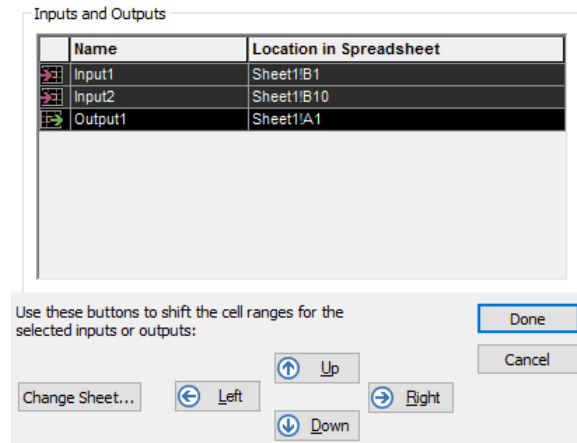 Inputs and Outputs
Name Location in Spreadsheet
Input1 Sheet1!B1
Input2 Sheet1!B10
Output1 Sheet1!A1
Use these buttons to shift the cell ranges for the
selected inputs or outputs:
Done
Cancel
Up
Change Sheet... Left Right
Down